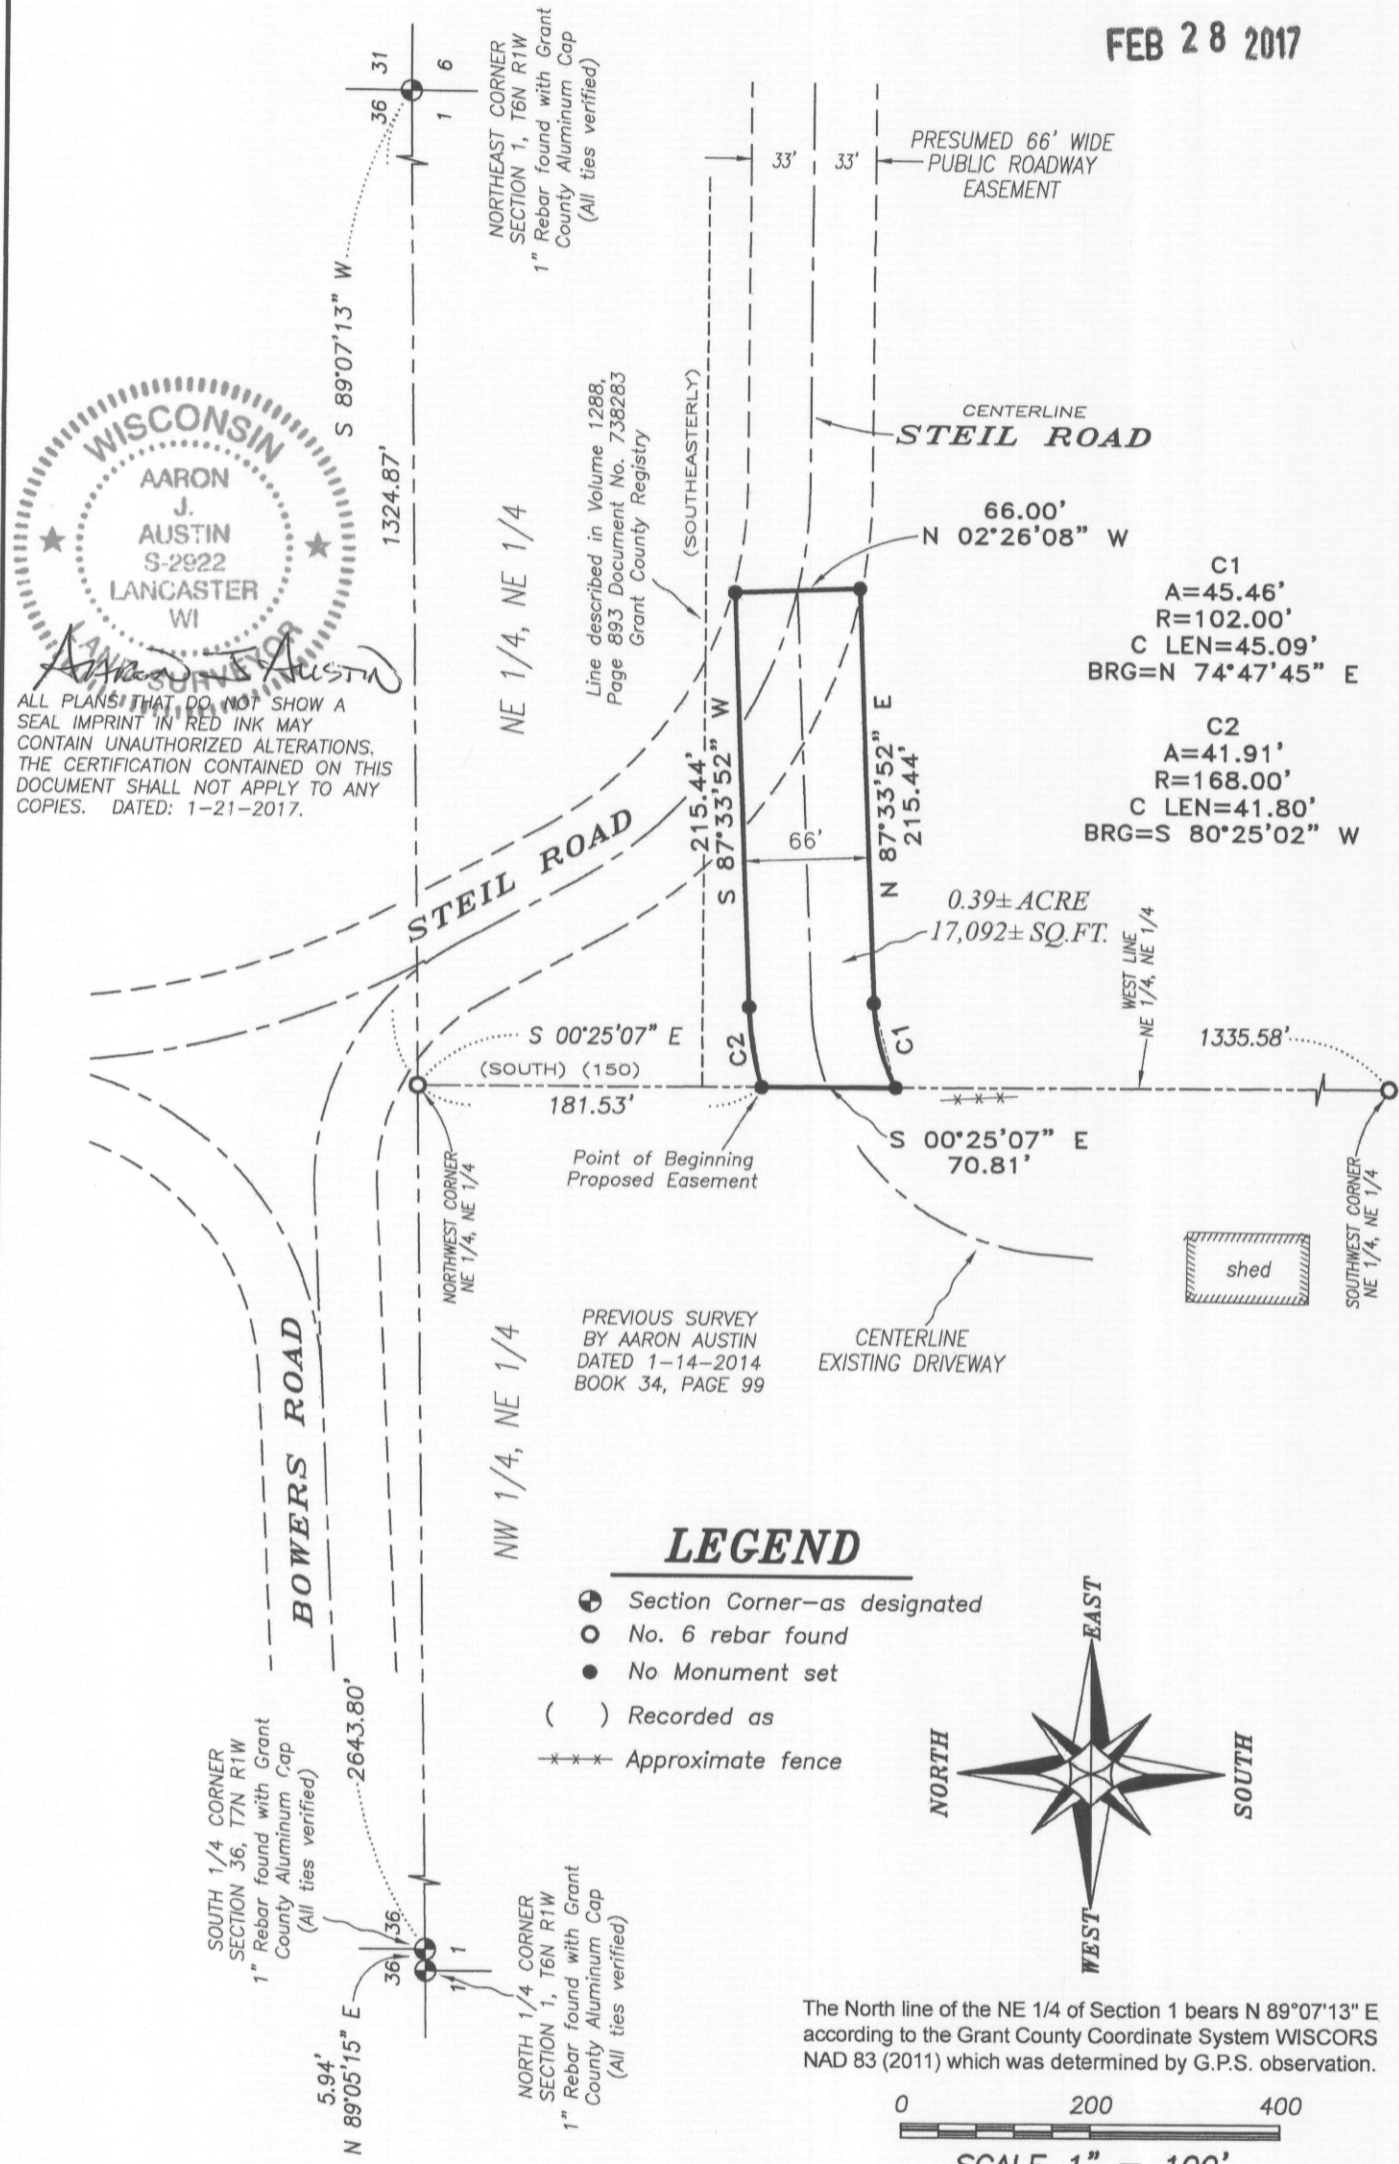 FEB 28 2017
36
31
1
6
NORTHEAST CORNER
SECTION 1, T6N R1W
1" Rebar found with Grant
County Aluminum Cap
(All ties verified)
S 89°07'13" W
1324.87'
33'
33'
PRESUMED 66' WIDE
PUBLIC ROADWAY
EASEMENT
WISCONSIN
AARON
J.
AUSTIN
S-2922
LANCASTER
WI
LAND SURVEYOR
Aaron J Austin
ALL PLANS THAT DO NOT SHOW A
SEAL IMPRINT IN RED INK MAY
CONTAIN UNAUTHORIZED ALTERATIONS.
THE CERTIFICATION CONTAINED ON THIS
DOCUMENT SHALL NOT APPLY TO ANY
COPIES. DATED: 1-21-2017.
NE 1/4, NE 1/4
Line described in Volume 1288,
Page 893 Document No. 738283
Grant County Registry
(SOUTHEASTERLY)
CENTERLINE
STEIL ROAD
66.00'
N 02°26'08" W
C1
A=45.46'
R=102.00'
C LEN=45.09'
BRG=N 74°47'45" E
C2
A=41.91'
R=168.00'
C LEN=41.80'
BRG=S 80°25'02" W
215.44'
S 87°33'52" W
66'
N 87°33'52" E
215.44'
STEIL ROAD
0.39± ACRE
17,092± SQ.FT.
WEST LINE
NE 1/4, NE 1/4
C2
C1
S 00°25'07" E
(SOUTH) (150)
181.53'
1335.58'
S 00°25'07" E
70.81'
Point of Beginning
Proposed Easement
NORTHWEST CORNER
NE 1/4, NE 1/4
SOUTHWEST CORNER
NE 1/4, NE 1/4
shed
CENTERLINE
EXISTING DRIVEWAY
PREVIOUS SURVEY
BY AARON AUSTIN
DATED 1-14-2014
BOOK 34, PAGE 99
BOWERS ROAD
NW 1/4, NE 1/4
LEGEND
Section Corner-as designated
No. 6 rebar found
No Monument set
( ) Recorded as
Approximate fence
EAST
NORTH
SOUTH
WEST
2643.80'
SOUTH 1/4 CORNER
SECTION 36, T7N R1W
1" Rebar found with Grant
County Aluminum Cap
(All ties verified)
36
36
1
1
5.94'
N 89°05'15" E
NORTH 1/4 CORNER
SECTION 1, T6N R1W
1" Rebar found with Grant
County Aluminum Cap
(All ties verified)
The North line of the NE 1/4 of Section 1 bears N 89°07'13" E
according to the Grant County Coordinate System WISCORS
NAD 83 (2011) which was determined by G.P.S. observation.
0 200 400
SCALE 1" = 100'